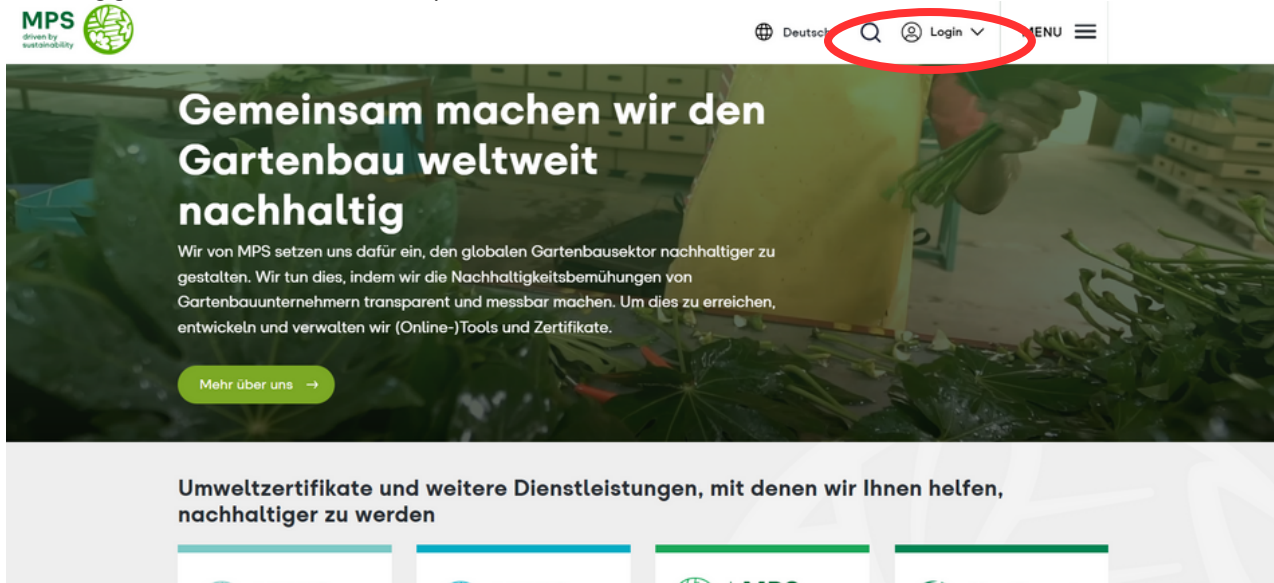 MPS
driven by
sustainability
Deutsch
Login
MENU
Gemeinsam machen wir den
Gartenbau weltweit
nachhaltig
Wir von MPS setzen uns dafür ein, den globalen Gartenbausektor nachhaltiger zu
gestalten. Wir tun dies, indem wir die Nachhaltigkeitsbemühungen von
Gartenbauunternehmern transparent und messbar machen. Um dies zu erreichen,
entwickeln und verwalten wir (Online-)Tools und Zertifikate.
Mehr über uns →
Umweltzertifikate und weitere Dienstleistungen, mit denen wir Ihnen helfen,
nachhaltiger zu werden